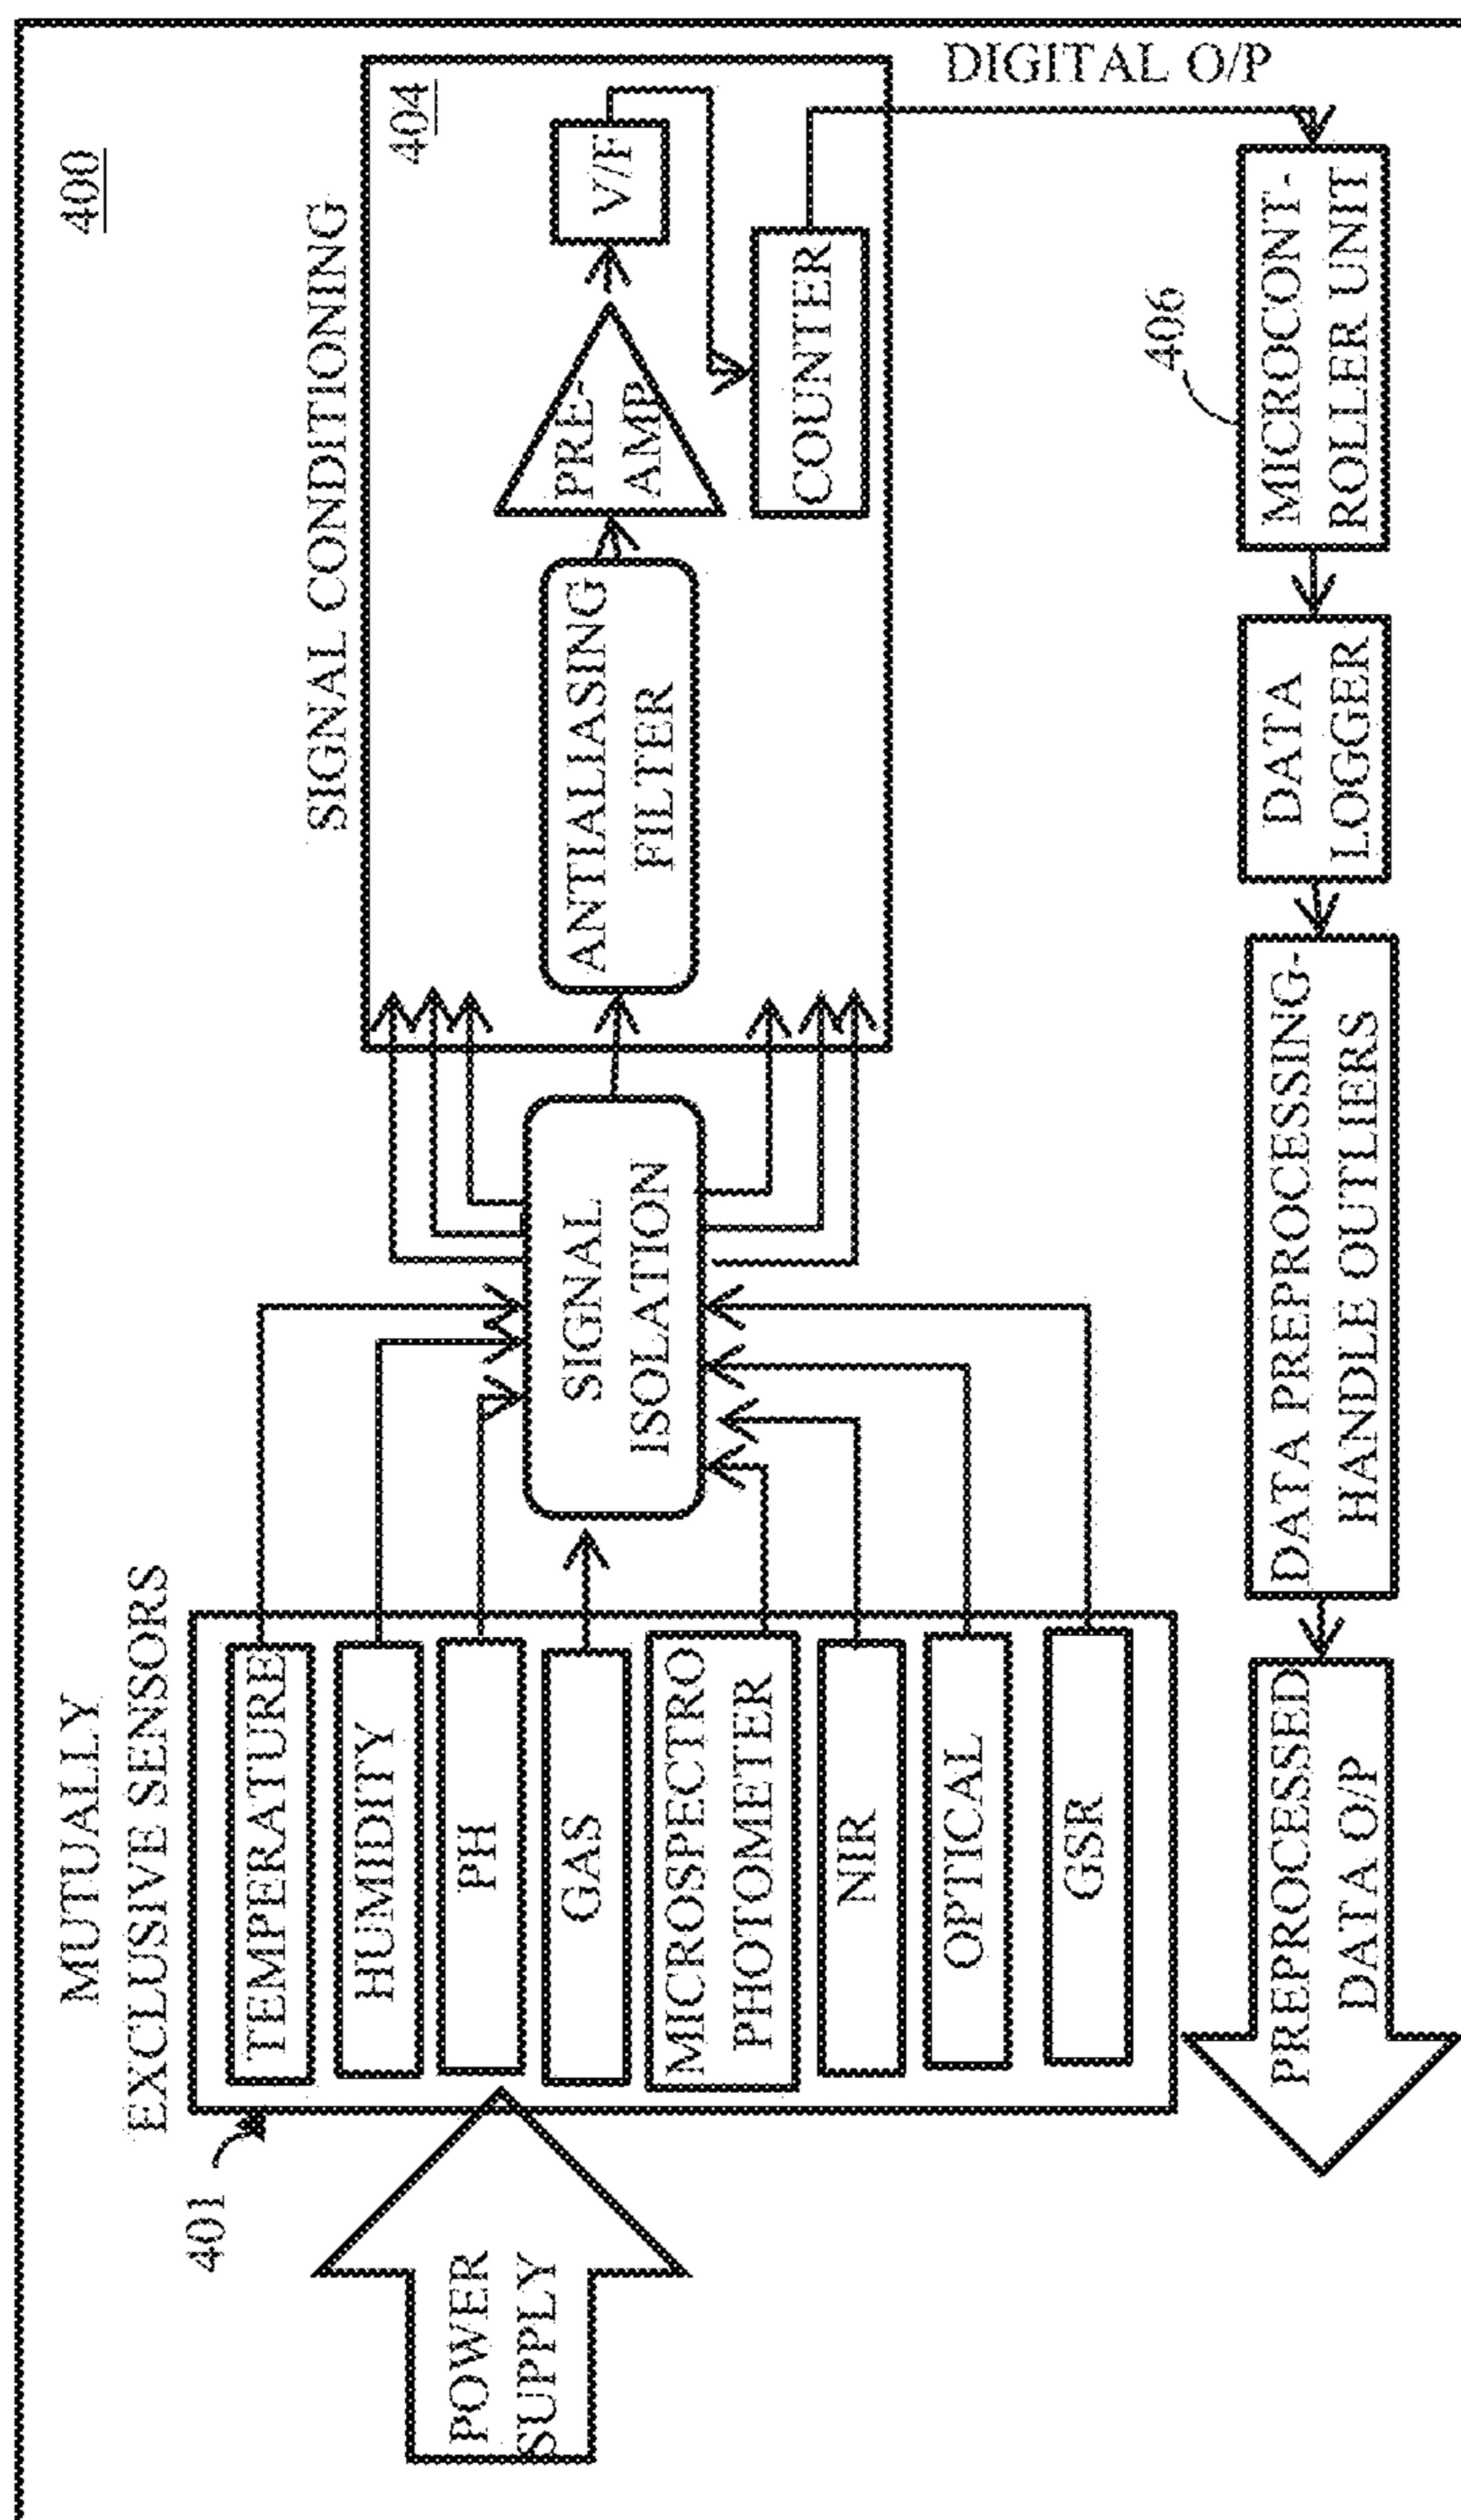 400
MUTUALLY
EXCLUSIVE SENSORS
401
POWER
SUPPLY
TEMPERATURE
HUMIDITY
PH
GAS
MICROSPECTRO
PHOTOMETER
NIR
OPTICAL
GSR
SIGNAL
ISOLATION
SIGNAL CONDITIONING
404
ANTIALIASING
FILTER
PRE-
AMP
V/F
COUNTER
DIGITAL O/P
406
MICROCONT-
ROLLER UNIT
DATA
LOGGER
DATA PREPROCESSING-
HANDLE OUTLIERS
PREPROCESSED
DATA O/P